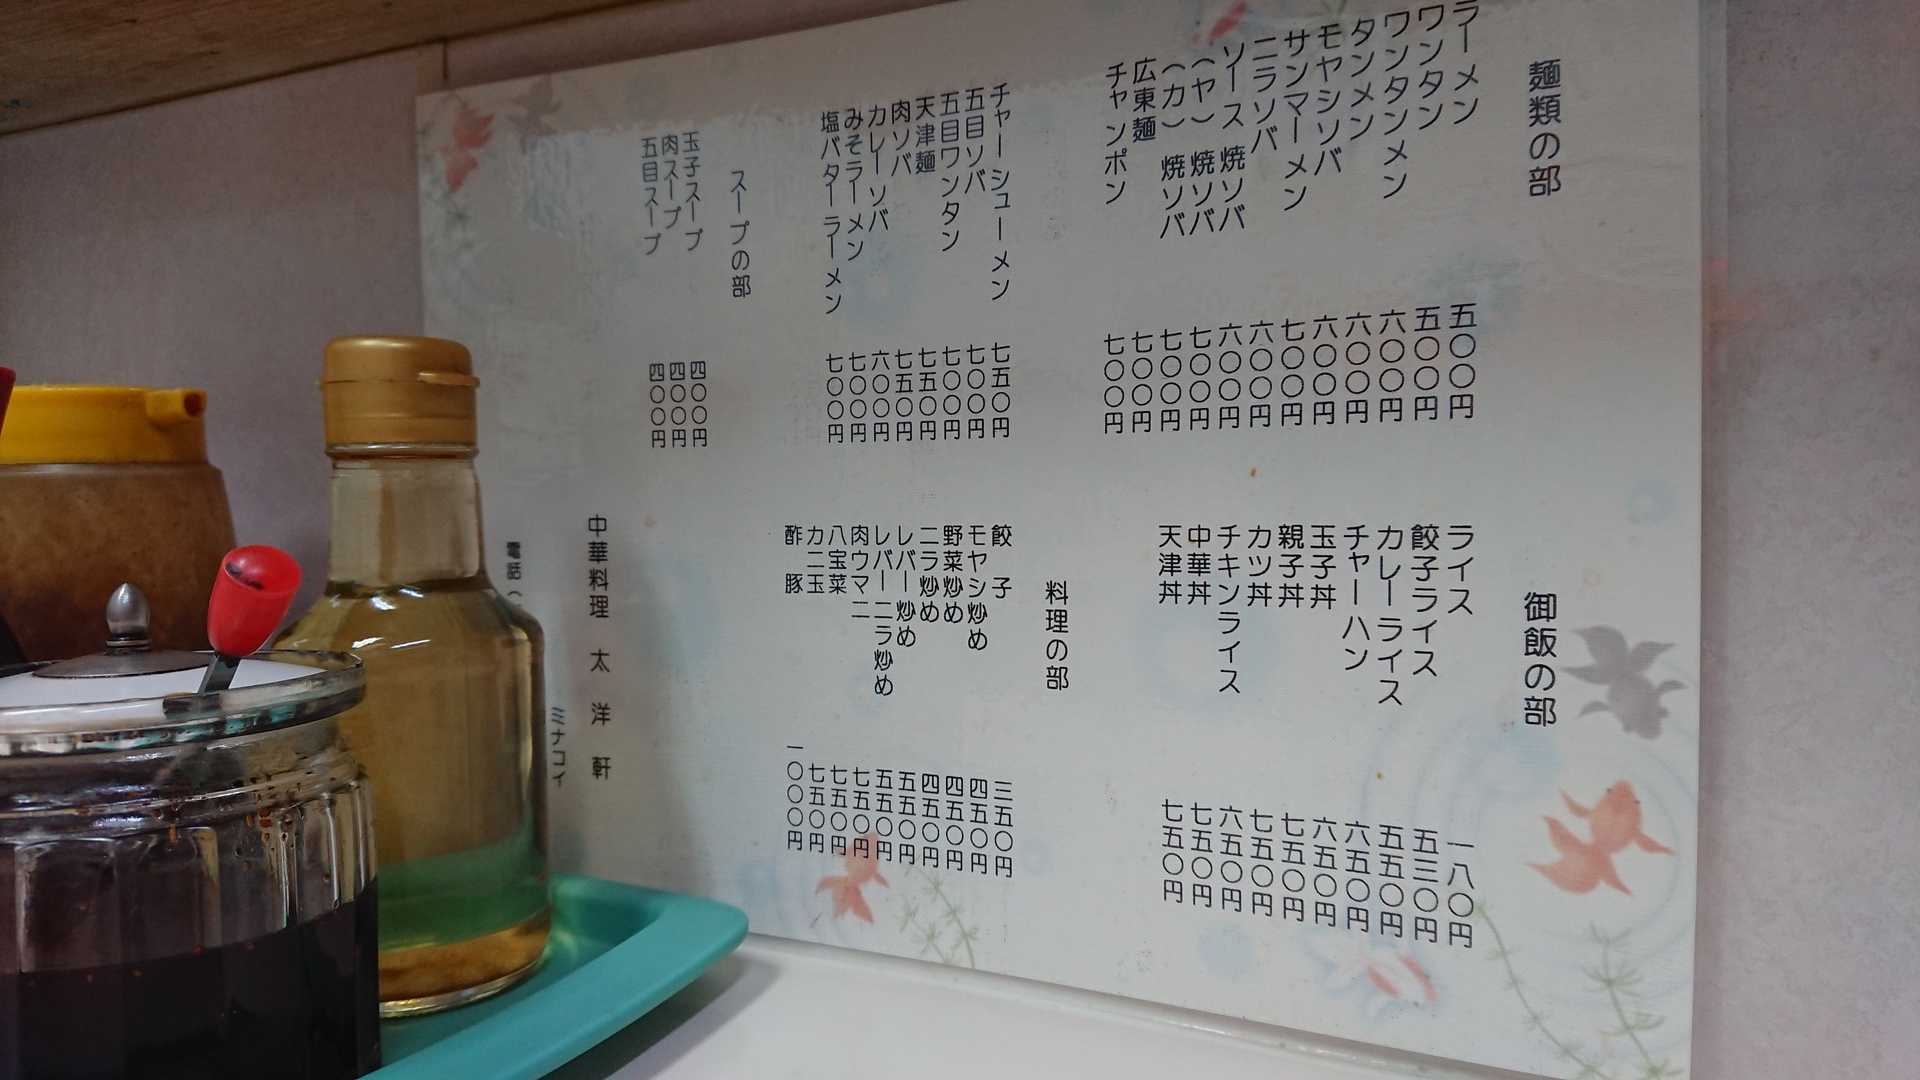 麺類の部
ラーメン 五〇〇円
ワンタン 五〇〇円
ワンタンメン 六〇〇円
タンメン 六〇〇円
モヤシソバ 六〇〇円
サンマーメン 七〇〇円
ニラソバ 六〇〇円
ソース焼ソバ 六〇〇円
（ヤ）焼ソバ 七〇〇円
（カ）焼ソバ 七〇〇円
広東麺 七〇〇円
チャンポン 七〇〇円
チャーシューメン 七五〇円
五目ソバ 七〇〇円
五目ワンタン 七〇〇円
天津麺 七五〇円
肉ソバ 七五〇円
カレーソバ 六〇〇円
みそラーメン 七〇〇円
塩バターラーメン 七〇〇円
スープの部
玉子スープ 四〇〇円
肉スープ 四〇〇円
五目スープ 四〇〇円
御飯の部
ライス 一八〇円
餃子ライス 五三〇円
カレーライス 五五〇円
チャーハン 六五〇円
玉子丼 六五〇円
親子丼 七五〇円
カツ丼 七五〇円
チキンライス 六五〇円
中華丼 七五〇円
天津丼 七五〇円
料理の部
餃子 三五〇円
モヤシ炒め 四五〇円
野菜炒め 四五〇円
ニラ炒め 四五〇円
レバー炒め 五五〇円
レバーニラ炒め 五五〇円
肉ウマニ 七五〇円
八宝菜 七五〇円
カニ玉 七五〇円
酢豚 一〇〇〇円
中華料理 太洋軒
ミナコイ
電話（